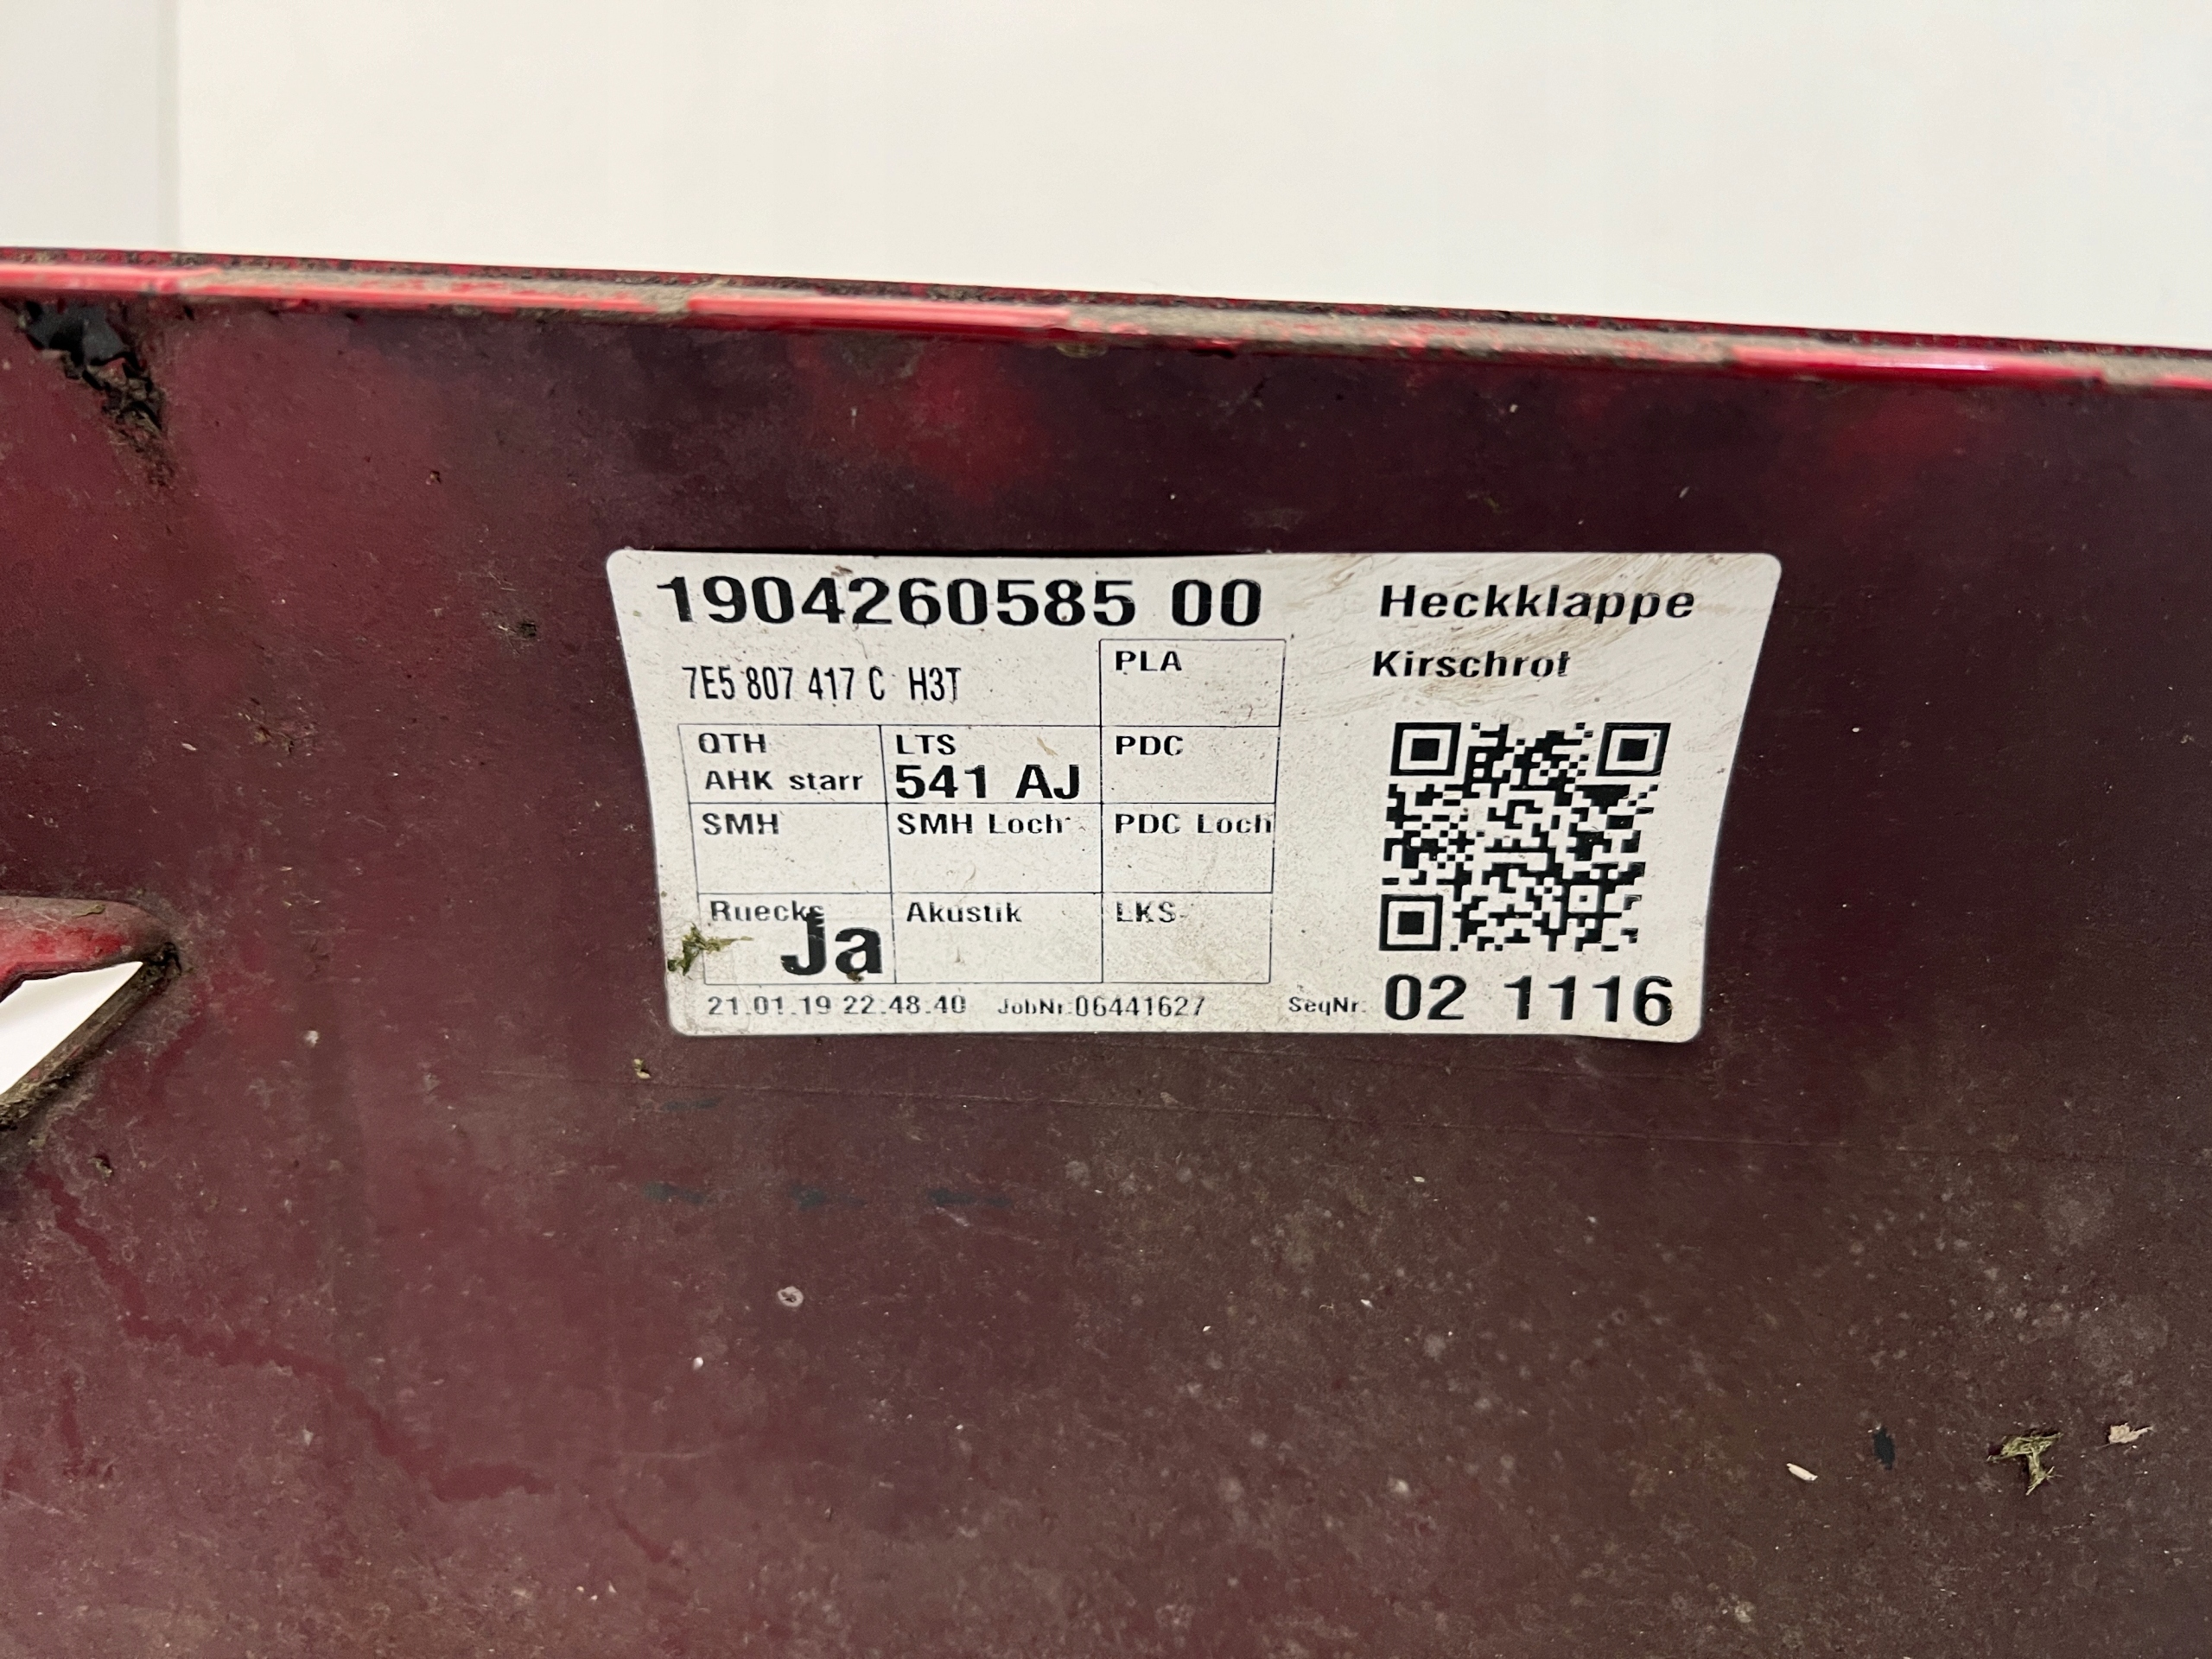 1904260585 00
Heckklappe
Kirschrot
7E5 807 417 C H3T
PLA
QTH
AHK starr
LTS
541 AJ
PDC
SMH
SMH Loch
PDC Loch
Ruecks
Ja
Akustik
LKS
21.01.19 22.48.40 JobNr.06441627
SeqNr. 02 1116